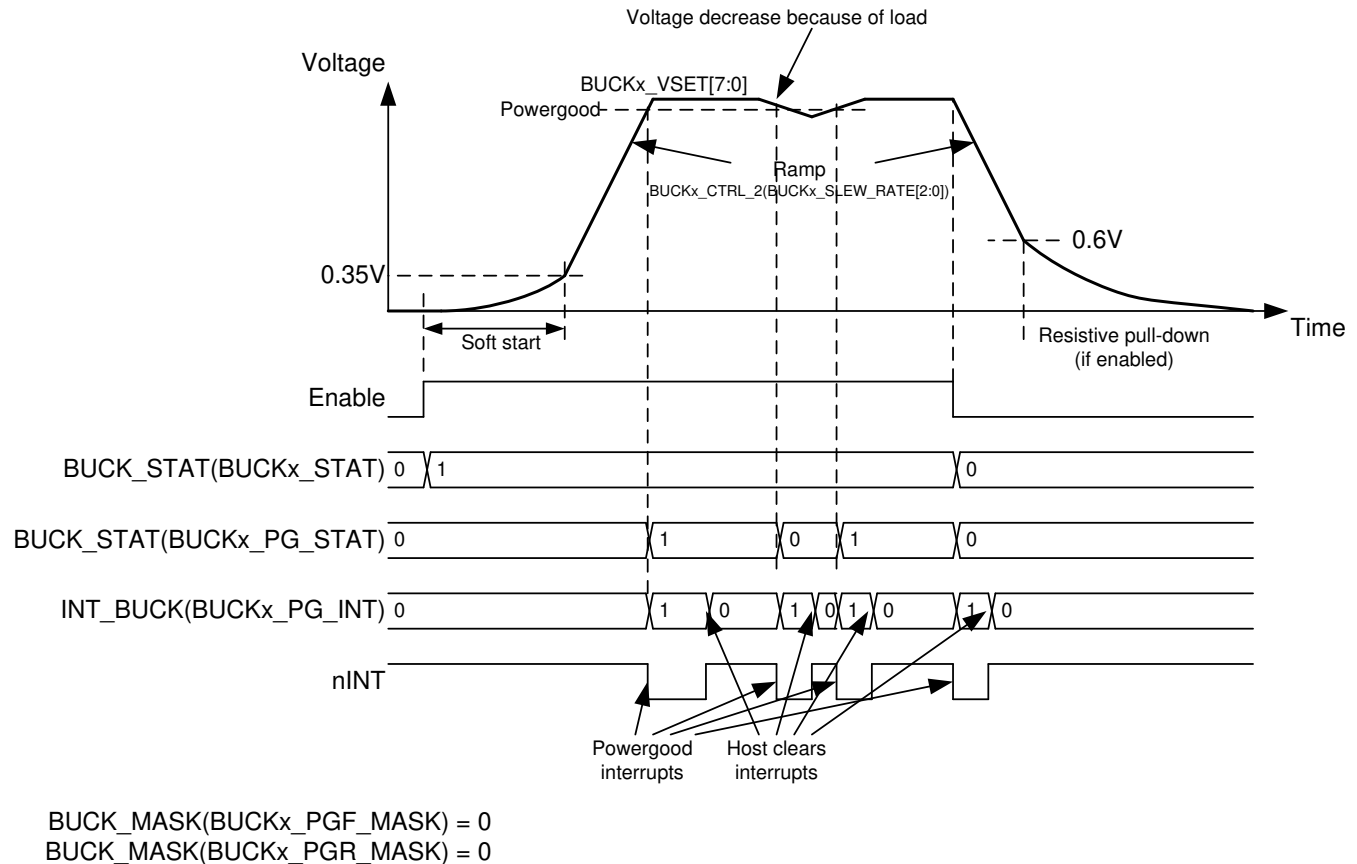 Voltage decrease because of load
Voltage
BUCKx_VSET[7:0]
Powergood
Ramp
BUCKx_CTRL_2(BUCKx_SLEW_RATE[2:0])
0.6V
0.35V
Time
Soft start
Resistive pull-down
(if enabled)
Enable
BUCK_STAT(BUCKx_STAT) 0 1 0
BUCK_STAT(BUCKx_PG_STAT) 0 1 0 1 0
INT_BUCK(BUCKx_PG_INT) 0 1 0 1 0 1 0 1 0
nINT
Powergood
interrupts
Host clears
interrupts
BUCK_MASK(BUCKx_PGF_MASK) = 0
BUCK_MASK(BUCKx_PGR_MASK) = 0